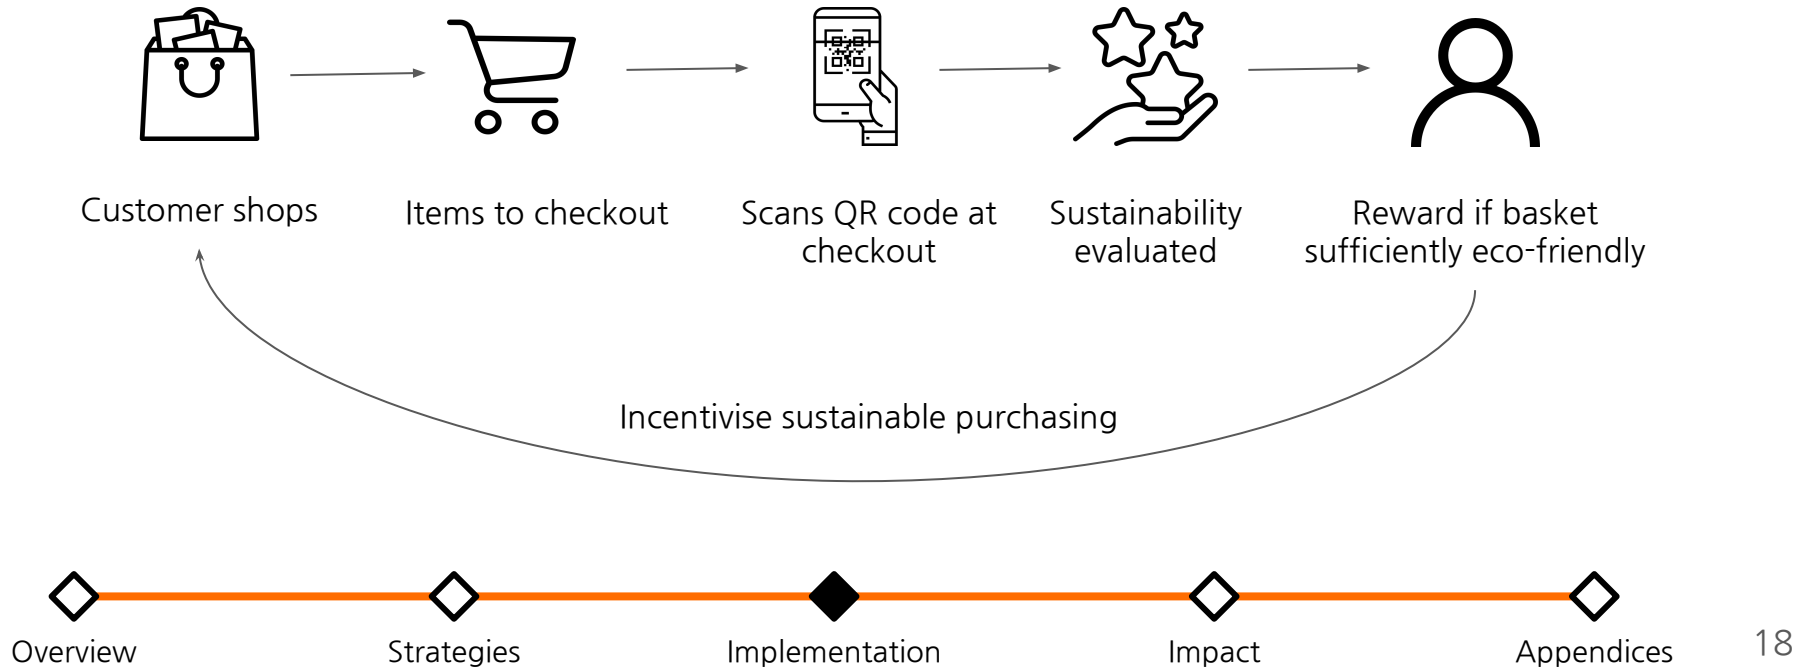 Customer shops
Items to checkout
Scans QR code at
checkout
Sustainability
evaluated
Reward if basket
sufficiently eco-friendly
Incentivise sustainable purchasing
Overview
Strategies
Implementation
Impact
Appendices
18